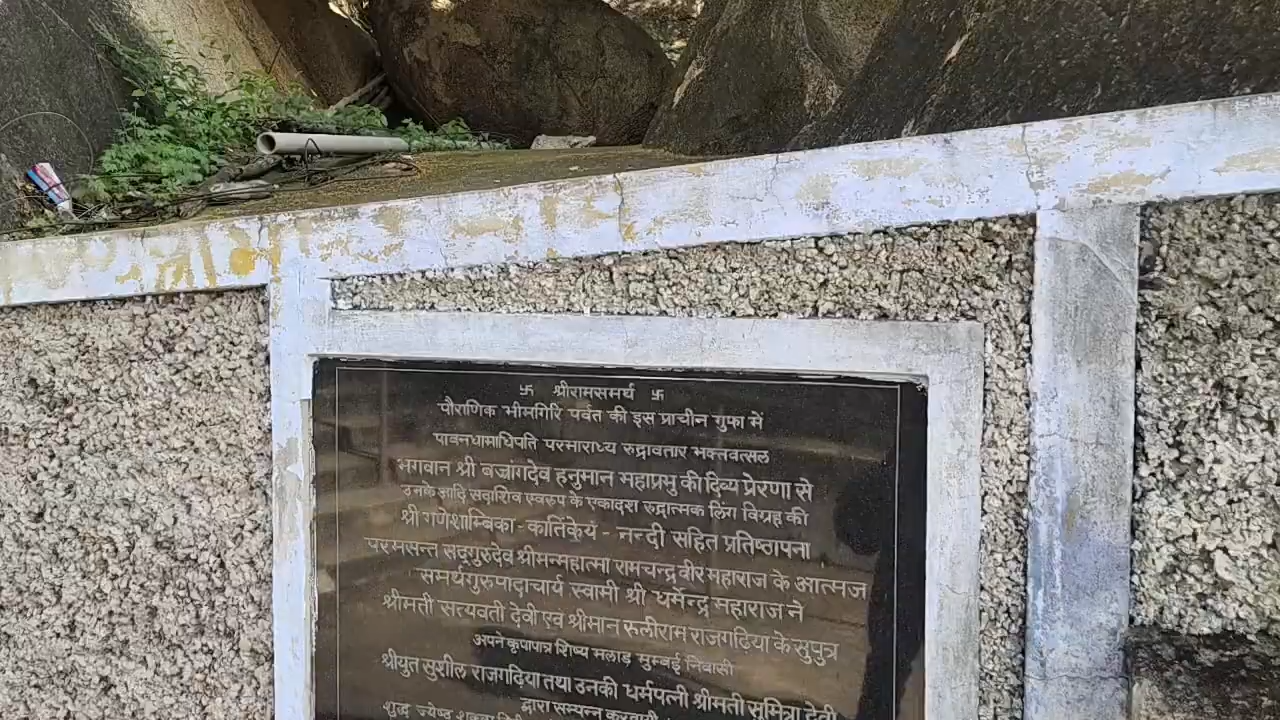 卐 श्रीरामसमर्थ 卐
पौराणिक भीमगिरि पर्वत की इस प्राचीन गुफा में
पावनधामाधिपति परमाराध्य रुद्रावतार भक्तवत्सल
भगवान श्री बजांगदेव हनुमान महाप्रभु की दिव्य प्रेरणा से
उनके आदि सदाशिव स्वरुप के एकादश रुद्रात्मक लिंग विग्रह की
श्री गणेशाम्बिका - कार्तिकेय - नन्दी सहित प्रतिष्ठापना
परमसन्त सद्गुरुदेव श्रीमन्महात्मा रामचन्द्र वीर महाराज के आत्मज
समर्थगुरुपादाचार्य स्वामी श्री धर्मेन्द्र महाराज ने
श्रीमती सत्यवती देवी एवं श्रीमान रुलीराम राजगढ़िया के सुपुत्र
अपने कृपापात्र शिष्य मलाड़ मुम्बई निवासी
श्रीयुत सुशील राजगढ़िया तथा उनकी धर्मपत्नी श्रीमती सुमित्रा देवी
द्वारा सम्पन्न करवायी
शुद्ध ज्येष्ठ शुक्ला